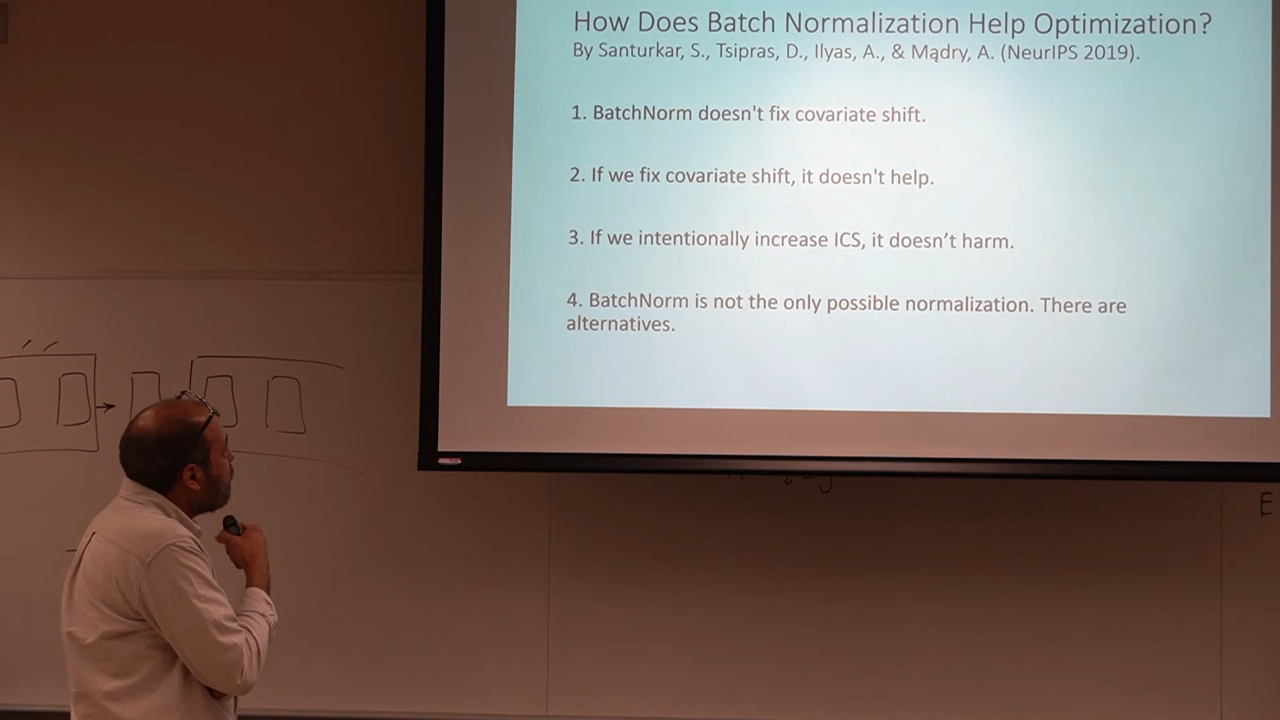 How Does Batch Normalization Help Optimization?
By Santurkar, S., Tsipras, D., Ilyas, A., & Mądry, A. (NeurIPS 2019).
1. BatchNorm doesn't fix covariate shift.
2. If we fix covariate shift, it doesn't help.
3. If we intentionally increase ICS, it doesn’t harm.
4. BatchNorm is not the only possible normalization. There are
alternatives.
E